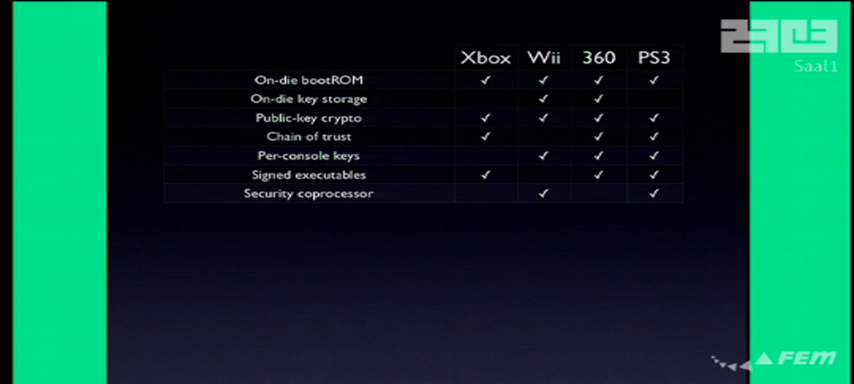 Xbox Wii 360 PS3
On-die bootROM ✓ ✓ ✓ ✓
On-die key storage ✓ ✓
Public-key crypto ✓ ✓ ✓ ✓
Chain of trust ✓ ✓ ✓
Per-console keys ✓ ✓ ✓
Signed executables ✓ ✓ ✓
Security coprocessor ✓ ✓
Saal1
FEM